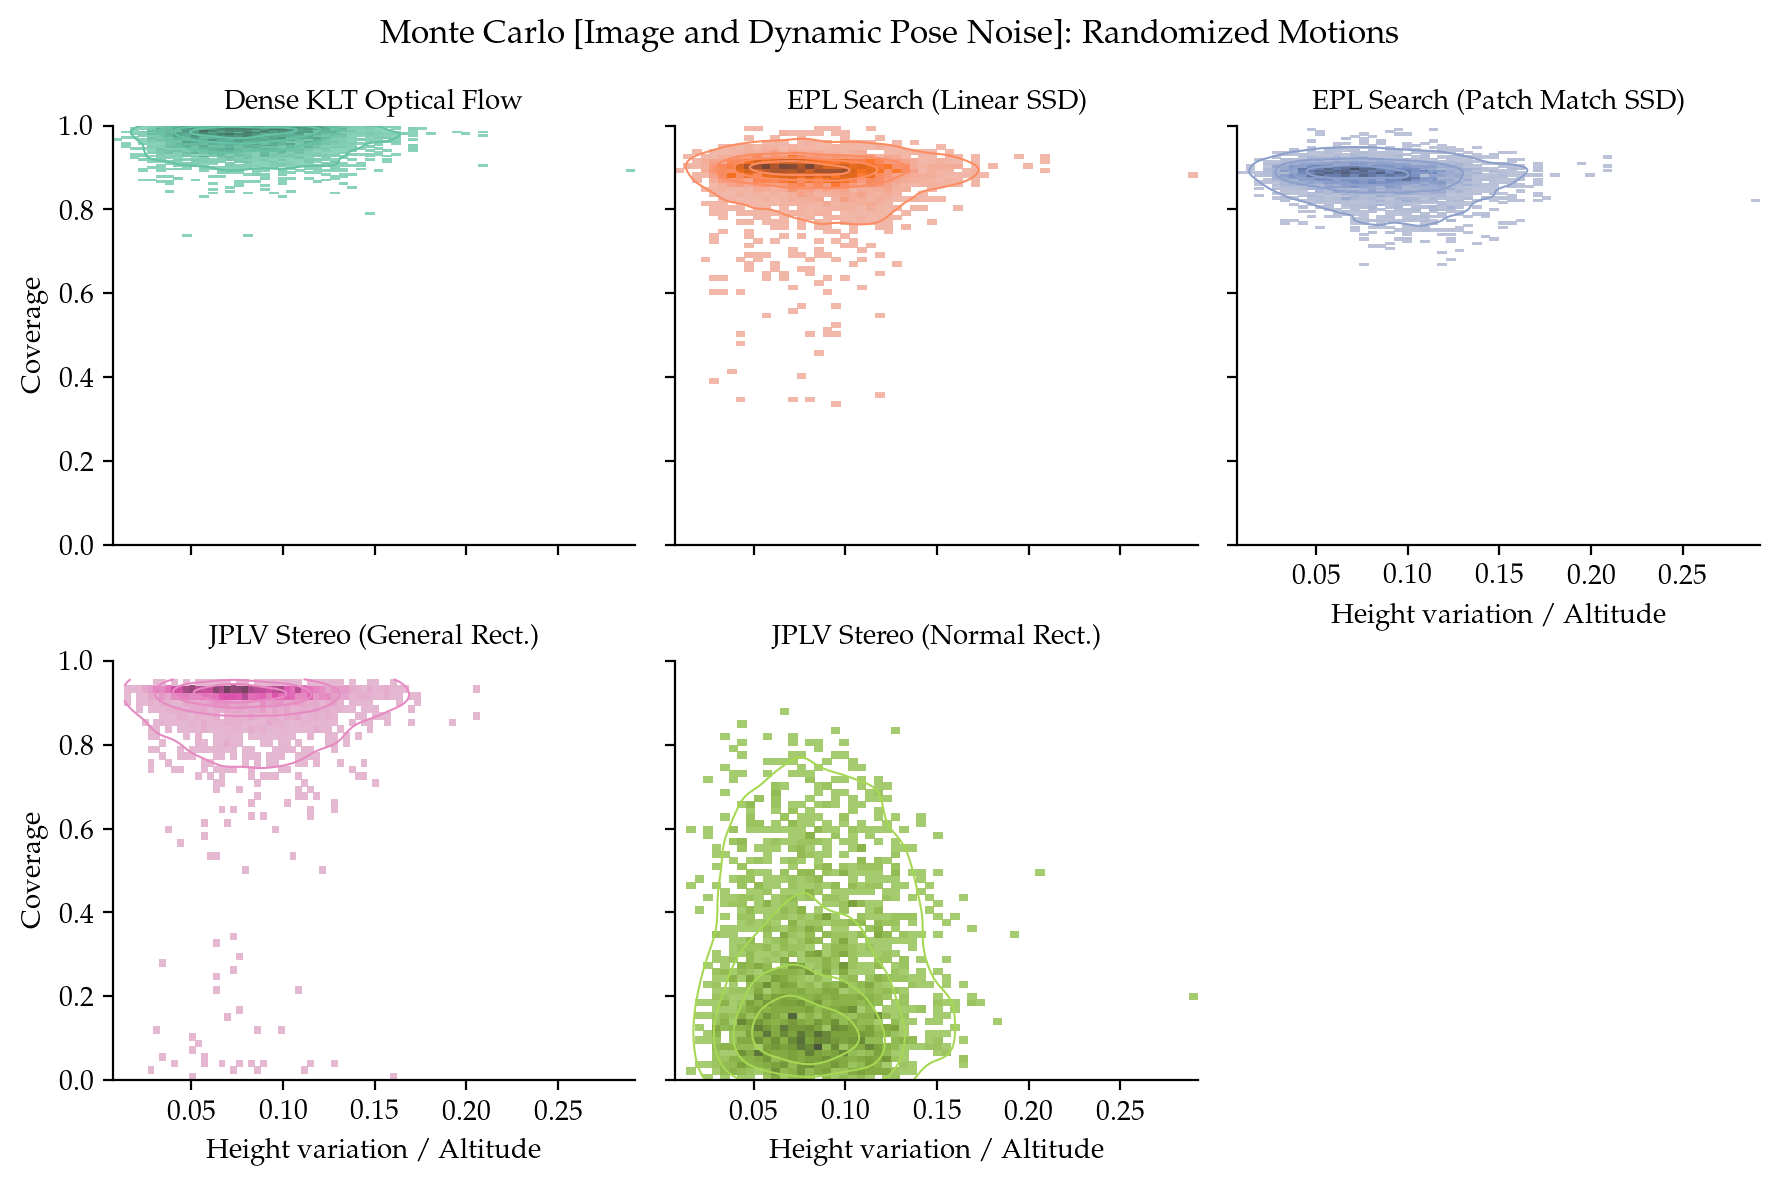 Monte Carlo [Image and Dynamic Pose Noise]: Randomized Motions
Dense KLT Optical Flow
EPL Search (Linear SSD)
EPL Search (Patch Match SSD)
1.0
0.8
0.6
0.4
0.2
0.0
Coverage
0.05 0.10 0.15 0.20 0.25
Height variation / Altitude
JPLV Stereo (General Rect.)
JPLV Stereo (Normal Rect.)
1.0
0.8
0.6
0.4
0.2
0.0
Coverage
0.05 0.10 0.15 0.20 0.25
Height variation / Altitude
0.05 0.10 0.15 0.20 0.25
Height variation / Altitude